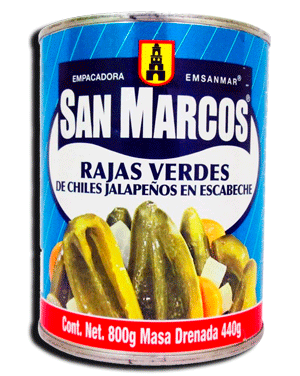 EMPACADORA EMSANMAR®
SAN MARCOS®
RAJAS VERDES
DE CHILES JALAPEÑOS EN ESCABECHE
Cont. Net. 800g Masa Drenada 440g